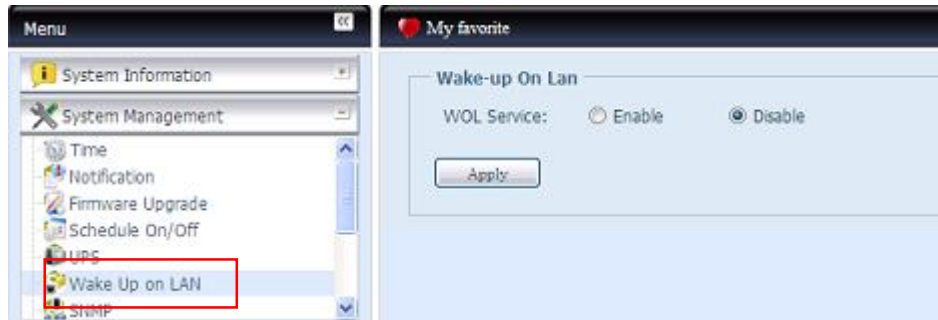 Menu
System Information
System Management
Time
Notification
Firmware Upgrade
Schedule On/Off
UPS
Wake Up on LAN
SNMP
My favorite
Wake-up On Lan
WOL Service: Enable Disable
Apply